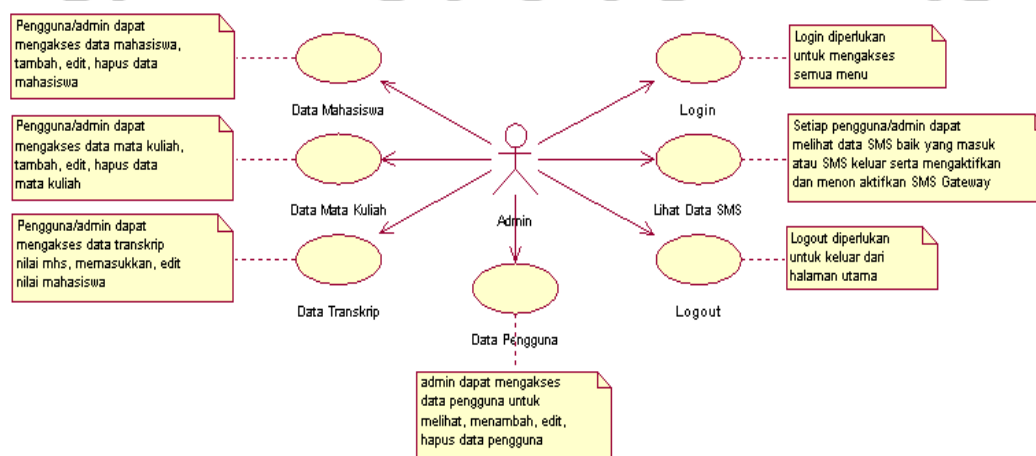 Pengguna/admin dapat
mengakses data mahasiswa,
tambah, edit, hapus data
mahasiswa
Data Mahasiswa
Login
Login diperlukan
untuk mengakses
semua menu
Pengguna/admin dapat
mengakses data mata kuliah,
tambah, edit, hapus data
mata kuliah
Data Mata Kuliah
Admin
Lihat Data SMS
Setiap pengguna/admin dapat
melihat data SMS baik yang masuk
atau SMS keluar serta mengaktifkan
dan menon aktifkan SMS Gateway
Pengguna/admin dapat
mengakses data transkrip
nilai mhs, memasukkan, edit
nilai mahasiswa
Data Transkrip
Logout
Logout diperlukan
untuk keluar dari
halaman utama
Data Pengguna
admin dapat mengakses
data pengguna untuk
melihat, menambah, edit,
hapus data pengguna